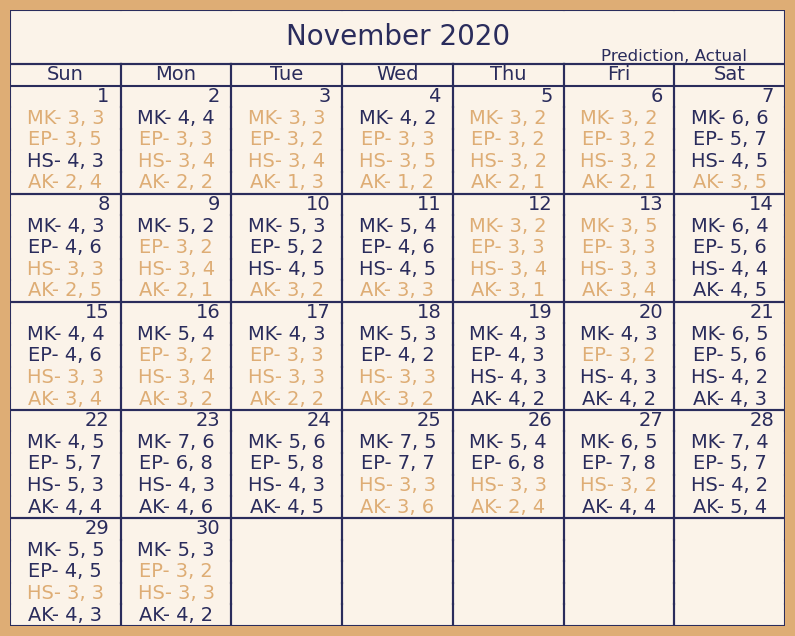 November 2020
Prediction, Actual
Sun Mon Tue Wed Thu Fri Sat
1 2 3 4 5 6 7
MK- 3, 3 MK- 4, 4 MK- 3, 3 MK- 4, 2 MK- 3, 2 MK- 3, 2 MK- 6, 6
EP- 3, 5 EP- 3, 3 EP- 3, 2 EP- 3, 3 EP- 3, 2 EP- 3, 2 EP- 5, 7
HS- 4, 3 HS- 3, 4 HS- 3, 4 HS- 3, 5 HS- 3, 2 HS- 3, 2 HS- 4, 5
AK- 2, 4 AK- 2, 2 AK- 1, 3 AK- 1, 2 AK- 2, 1 AK- 2, 1 AK- 3, 5
8 9 10 11 12 13 14
MK- 4, 3 MK- 5, 2 MK- 5, 3 MK- 5, 4 MK- 3, 2 MK- 3, 5 MK- 6, 4
EP- 4, 6 EP- 3, 2 EP- 5, 2 EP- 4, 6 EP- 3, 3 EP- 3, 3 EP- 5, 6
HS- 3, 3 HS- 3, 4 HS- 4, 5 HS- 4, 5 HS- 3, 4 HS- 3, 3 HS- 4, 4
AK- 2, 5 AK- 2, 1 AK- 3, 2 AK- 3, 3 AK- 3, 1 AK- 3, 4 AK- 4, 5
15 16 17 18 19 20 21
MK- 4, 4 MK- 5, 4 MK- 4, 3 MK- 5, 3 MK- 4, 3 MK- 4, 3 MK- 6, 5
EP- 4, 6 EP- 3, 2 EP- 3, 3 EP- 4, 2 EP- 4, 3 EP- 3, 2 EP- 5, 6
HS- 3, 3 HS- 3, 4 HS- 3, 3 HS- 3, 3 HS- 4, 3 HS- 4, 3 HS- 4, 2
AK- 3, 4 AK- 3, 2 AK- 2, 2 AK- 3, 2 AK- 4, 2 AK- 4, 2 AK- 4, 3
22 23 24 25 26 27 28
MK- 4, 5 MK- 7, 6 MK- 5, 6 MK- 7, 5 MK- 5, 4 MK- 6, 5 MK- 7, 4
EP- 5, 7 EP- 6, 8 EP- 5, 8 EP- 7, 7 EP- 6, 8 EP- 7, 8 EP- 5, 7
HS- 5, 3 HS- 4, 3 HS- 4, 3 HS- 3, 3 HS- 3, 3 HS- 3, 2 HS- 4, 2
AK- 4, 4 AK- 4, 6 AK- 4, 5 AK- 3, 6 AK- 2, 4 AK- 4, 4 AK- 5, 4
29 30
MK- 5, 5 MK- 5, 3
EP- 4, 5 EP- 3, 2
HS- 3, 3 HS- 3, 3
AK- 4, 3 AK- 4, 2